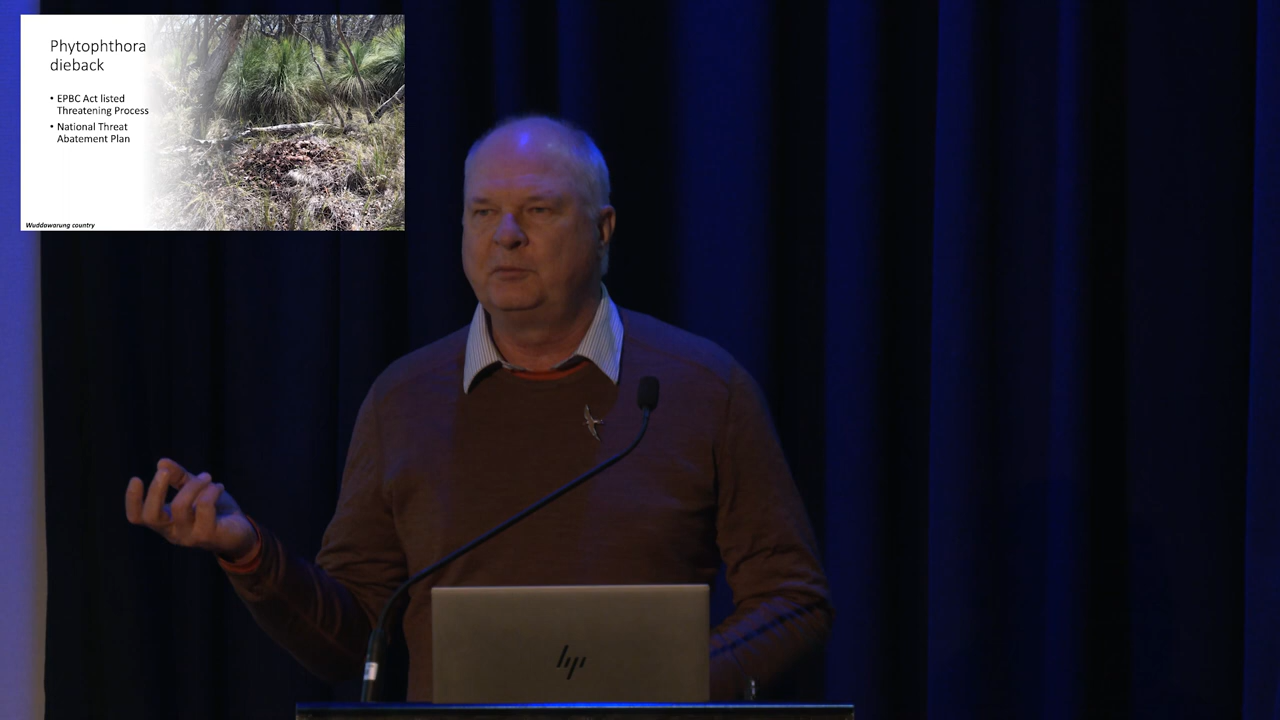 Phytophthora
dieback
• EPBC Act listed
Threatening Process
• National Threat
Abatement Plan
Wuddawarung country
hp